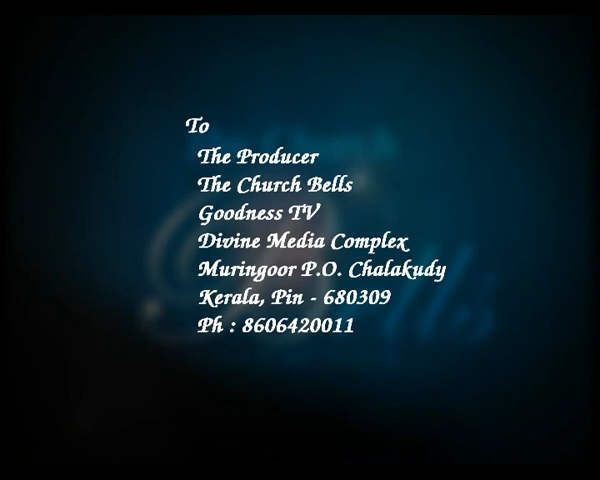 To
The Producer
The Church Bells
Goodness TV
Divine Media Complex
Muringoor P.O. Chalakudy
Kerala, Pin - 680309
Ph : 8606420011